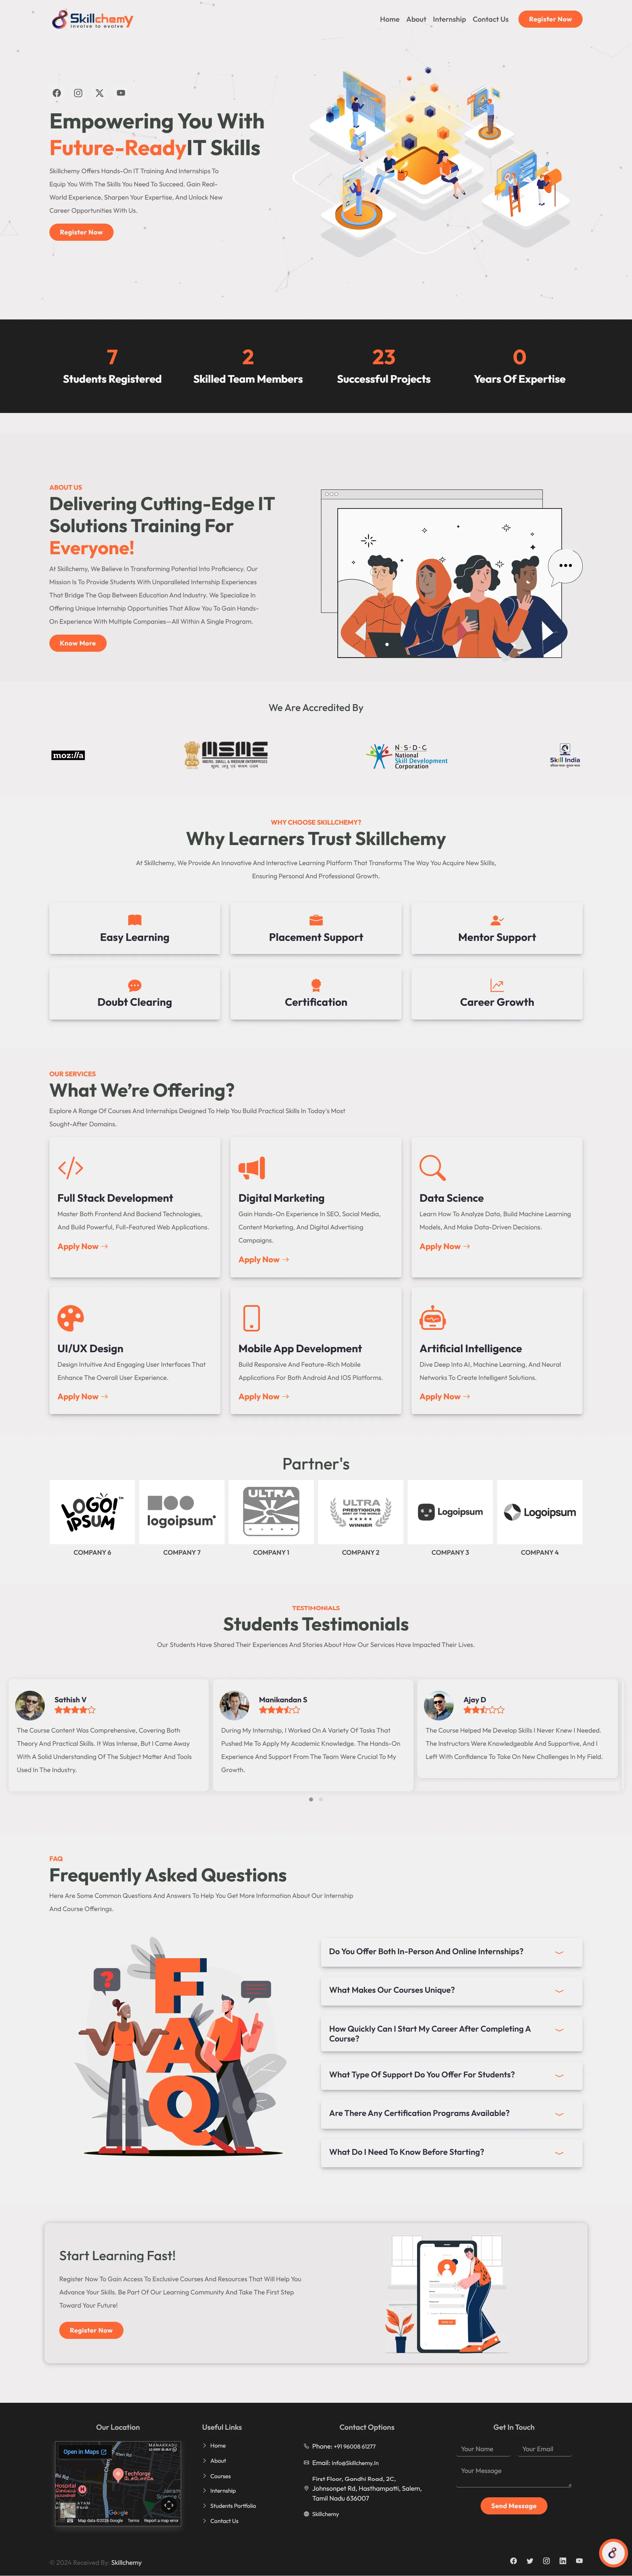 Skillchemy
involve to evolve
Home About Internship Contact Us Register Now
Empowering You With
Future-ReadyIT Skills
Skillchemy Offers Hands-On IT Training And Internships To
Equip You With The Skills You Need To Succeed. Gain Real-
World Experience, Sharpen Your Expertise, And Unlock New
Career Opportunities With Us.
Register Now
7 2 23 0
Students Registered Skilled Team Members Successful Projects Years Of Expertise
ABOUT US
Delivering Cutting-Edge IT
Solutions Training For
Everyone!
At Skillchemy, We Believe In Transforming Potential Into Proficiency. Our
Mission Is To Provide Students With Unparalleled Internship Experiences
That Bridge The Gap Between Education And Industry. We Specialize In
Offering Unique Internship Opportunities That Allow You To Gain Hands-
On Experience With Multiple Companies—All Within A Single Program.
Know More
We Are Accredited By
moz://a
MSME
MICRO, SMALL & MEDIUM ENTERPRISES
N·S·D·C
National
Skill Development
Corporation
Skill India
WHY CHOOSE SKILLCHEMY?
Why Learners Trust Skillchemy
At Skillchemy, We Provide An Innovative And Interactive Learning Platform That Transforms The Way You Acquire New Skills,
Ensuring Personal And Professional Growth.
Easy Learning Placement Support Mentor Support
Doubt Clearing Certification Career Growth
OUR SERVICES
What We're Offering?
Explore A Range Of Courses And Internships Designed To Help You Build Practical Skills In Today's Most
Sought-After Domains.
Full Stack Development
Master Both Frontend And Backend Technologies,
And Build Powerful, Full-Featured Web Applications.
Apply Now
Digital Marketing
Gain Hands-On Experience In SEO, Social Media,
Content Marketing, And Digital Advertising
Campaigns.
Apply Now
Data Science
Learn How To Analyze Data, Build Machine Learning
Models, And Make Data-Driven Decisions.
Apply Now
UI/UX Design
Design Intuitive And Engaging User Interfaces That
Enhance The Overall User Experience.
Apply Now
Mobile App Development
Build Responsive And Feature-Rich Mobile
Applications For Both Android And IOS Platforms.
Apply Now
Artificial Intelligence
Dive Deep Into AI, Machine Learning, And Neural
Networks To Create Intelligent Solutions.
Apply Now
Partner's
LOGO IPSUM
logoipsum
ULTRA
ULTRA
PRESTIGIOUS
BEST OF THE WORLD
WINNER
Logoipsum
Logoipsum
COMPANY 6 COMPANY 7 COMPANY 1 COMPANY 2 COMPANY 3 COMPANY 4
TESTIMONIALS
Students Testimonials
Our Students Have Shared Their Experiences And Stories About How Our Services Have Impacted Their Lives.
Sathish V
The Course Content Was Comprehensive, Covering Both
Theory And Practical Skills. It Was Intense, But I Came Away
With A Solid Understanding Of The Subject Matter And Tools
Used In The Industry.
Manikandan S
During My Internship, I Worked On A Variety Of Tasks That
Pushed Me To Apply My Academic Knowledge. The Hands-On
Experience And Support From The Team Were Crucial To My
Growth.
Ajay D
The Course Helped Me Develop Skills I Never Knew I Needed.
The Instructors Were Knowledgeable And Supportive, And I
Left With Confidence To Take On New Challenges In My Field.
FAQ
Frequently Asked Questions
Here Are Some Common Questions And Answers To Help You Get More Information About Our Internship
And Course Offerings.
?
FAQ
Do You Offer Both In-Person And Online Internships?
What Makes Our Courses Unique?
How Quickly Can I Start My Career After Completing A
Course?
What Type Of Support Do You Offer For Students?
Are There Any Certification Programs Available?
What Do I Need To Know Before Starting?
Start Learning Fast!
Register Now To Gain Access To Exclusive Courses And Resources That Will Help You
Advance Your Skills. Be Part Of Our Learning Community And Take The First Step
Toward Your Future!
Register Now
Our Location
Open in Maps
Techforge
Hospital
Google
Map data ©2026 Google Terms Report a map error
Useful Links
Home
About
Courses
Internship
Students Portfolio
Contact Us
Contact Options
Phone: +91 96008 61277
Email: Info@Skillchemy.In
First Floor, Gandhi Road, 2C,
Johnsonpet Rd, Hasthampatti, Salem,
Tamil Nadu 636007
Skillchemy
Get In Touch
Your Name Your Email
Your Message
Send Message
© 2024 Received By: Skillchemy